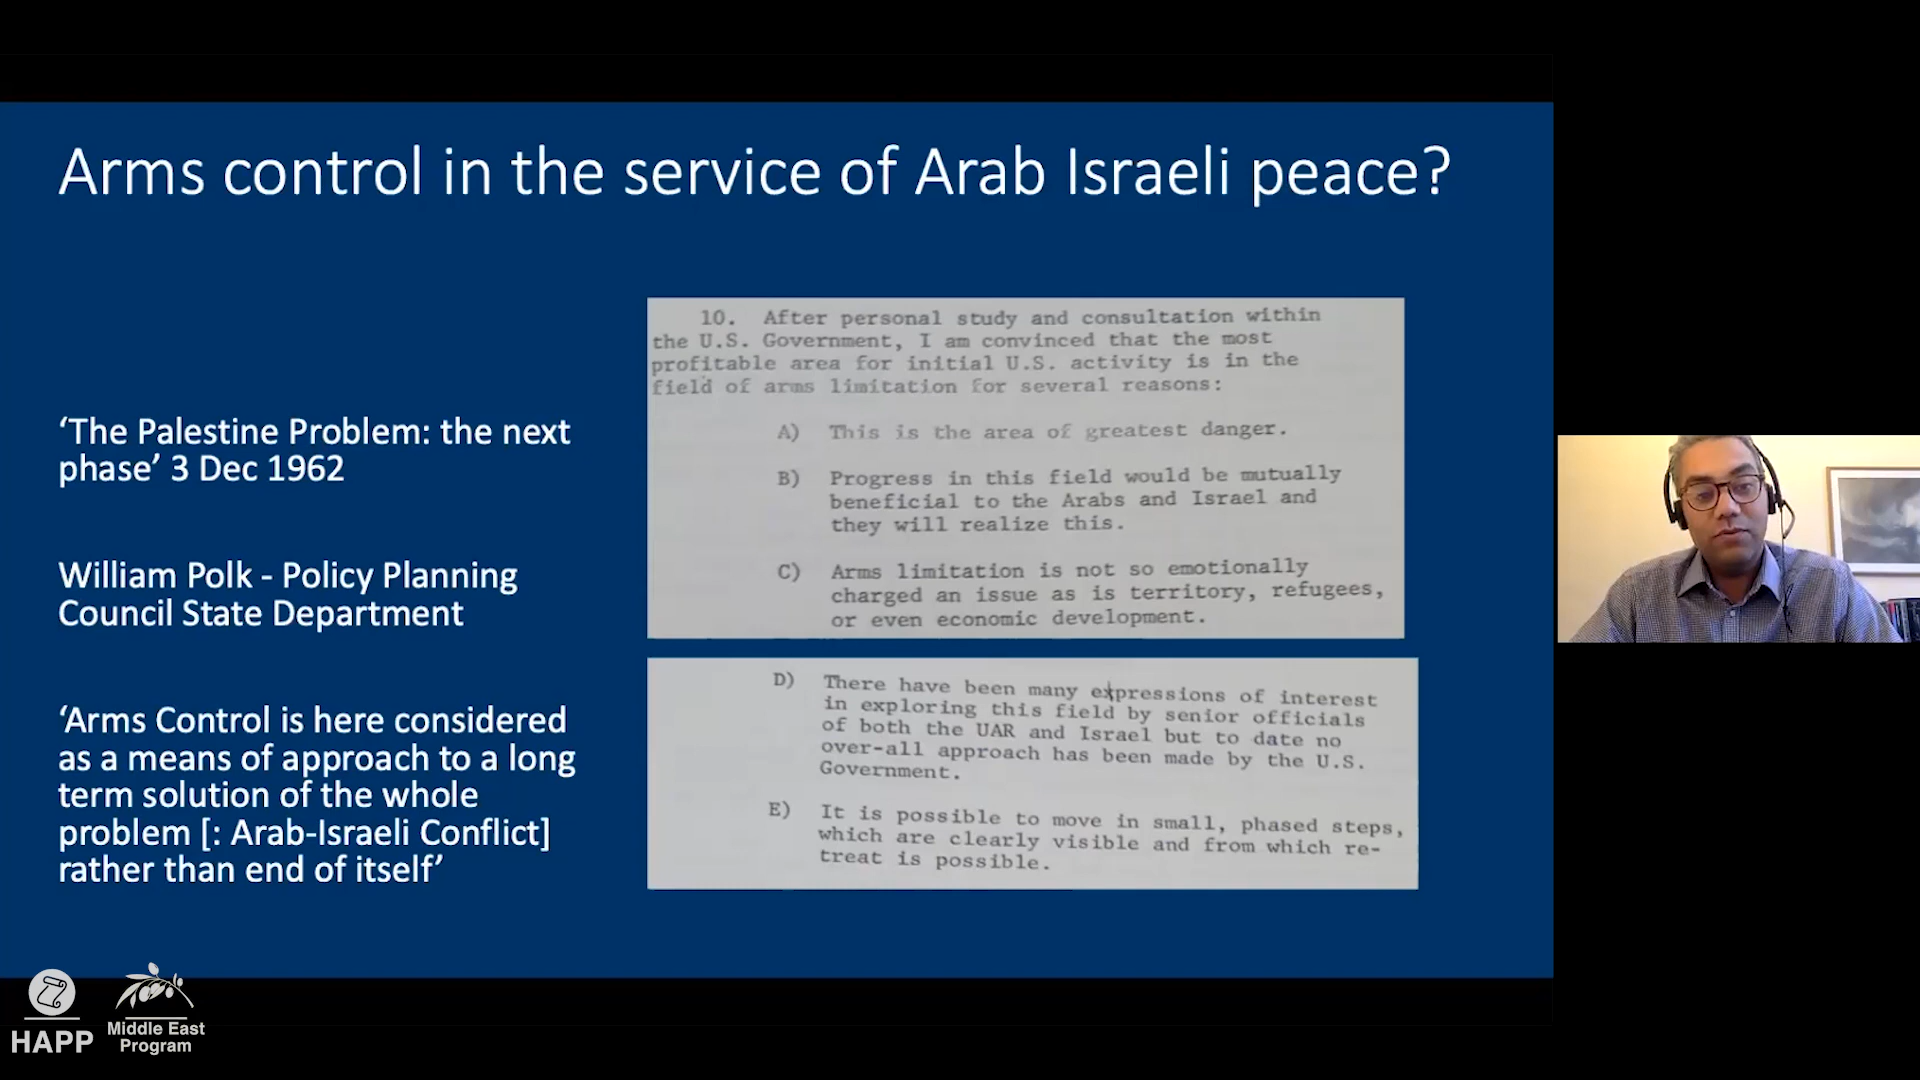 Arms control in the service of Arab Israeli peace?
‘The Palestine Problem: the next
phase’ 3 Dec 1962
William Polk - Policy Planning
Council State Department
‘Arms Control is here considered
as a means of approach to a long
term solution of the whole
problem [: Arab-Israeli Conflict]
rather than end of itself’
10. After personal study and consultation within
the U.S. Government, I am convinced that the most
profitable area for initial U.S. activity is in the
field of arms limitation for several reasons:
A) This is the area of greatest danger.
B) Progress in this field would be mutually
beneficial to the Arabs and Israel and
they will realize this.
C) Arms limitation is not so emotionally
charged an issue as is territory, refugees,
or even economic development.
D) There have been many expressions of interest
in exploring this field by senior officials
of both the UAR and Israel but to date no
over-all approach has been made by the U.S.
Government.
E) It is possible to move in small, phased steps,
which are clearly visible and from which re-
treat is possible.
HAPP
Middle East
Program